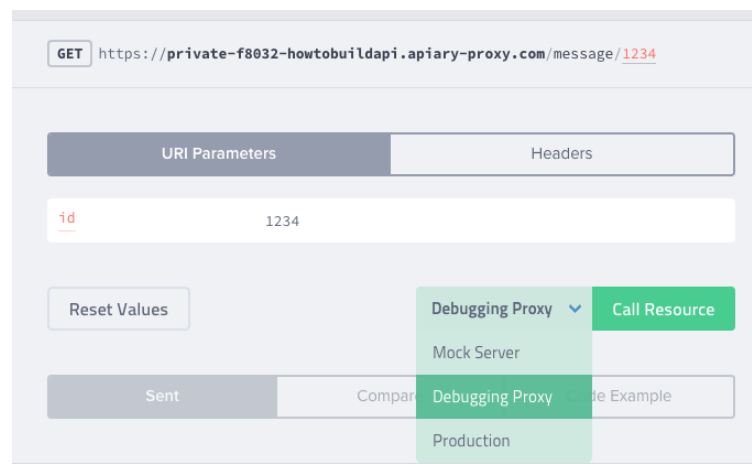 GET https://private-f8032-howtobuildapi.apiary-proxy.com/message/1234
URI Parameters Headers
id 1234
Reset Values Debugging Proxy Call Resource
Mock Server
Sent Compar Debugging Proxy de Example
Production